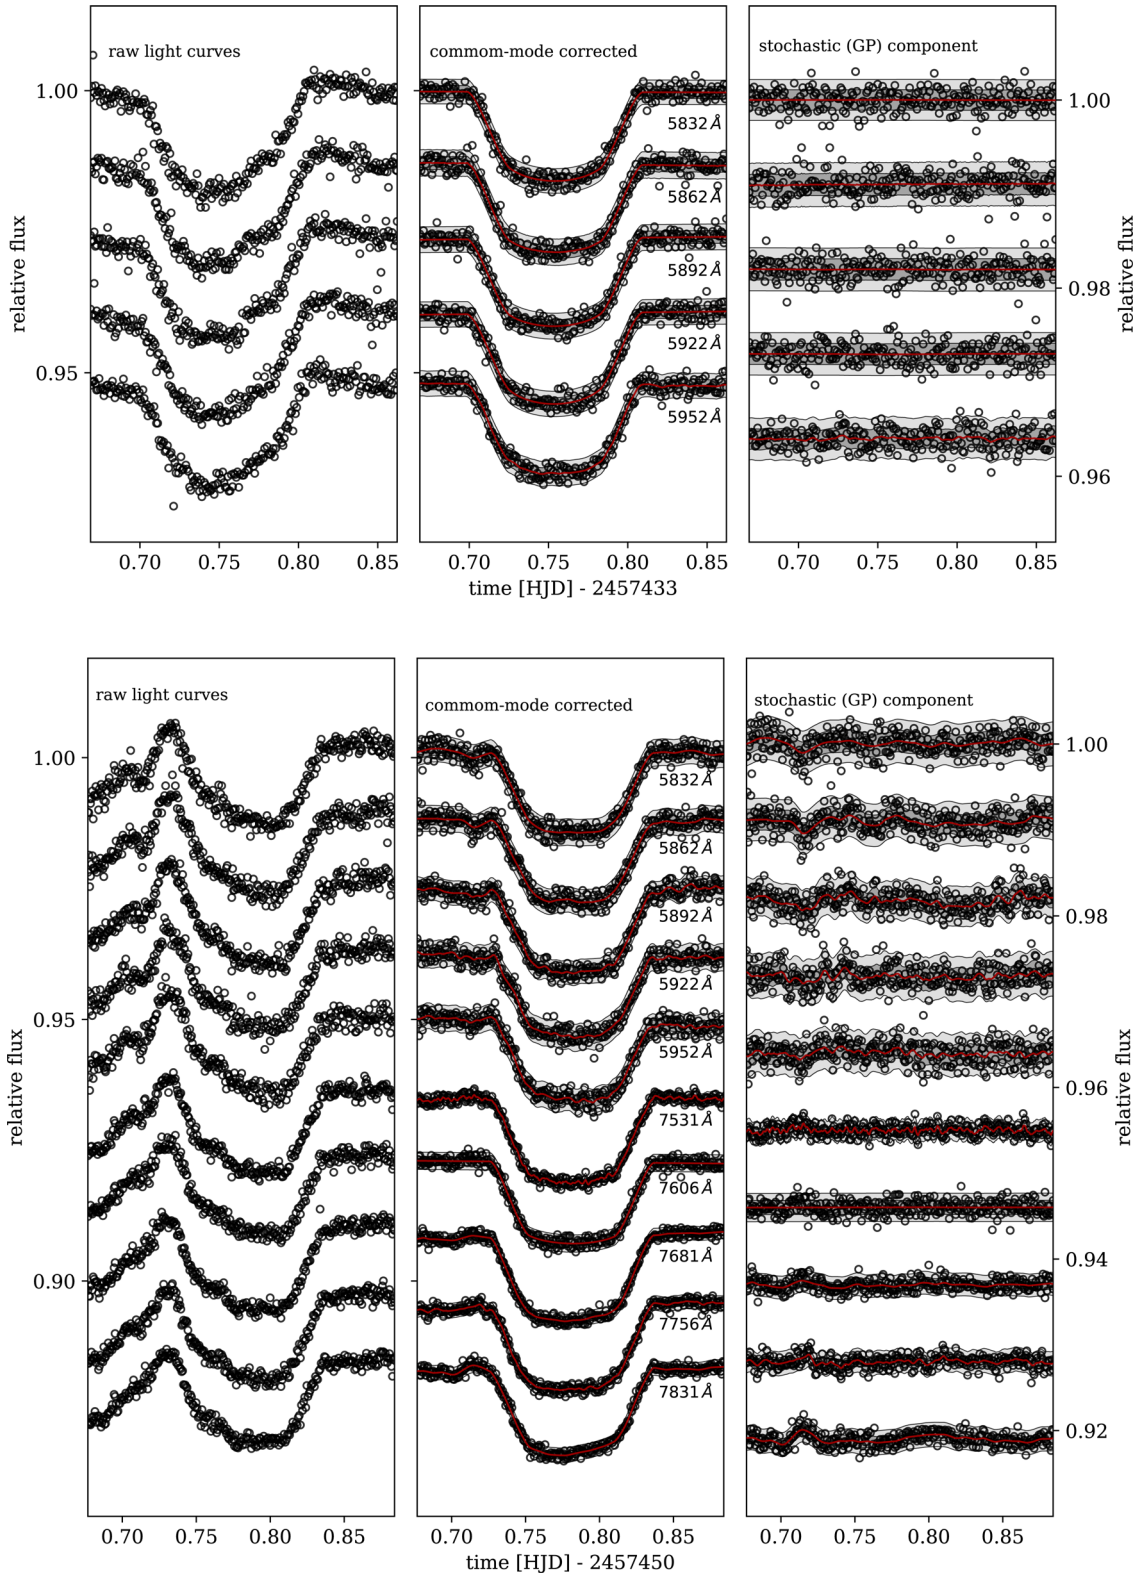 raw light curves
commom-mode corrected
stochastic (GP) component
1.00
0.95
relative flux
5832 Å
5862 Å
5892 Å
5922 Å
5952 Å
1.00
0.98
0.96
relative flux
0.70 0.75 0.80 0.85
0.70 0.75 0.80 0.85
0.70 0.75 0.80 0.85
time [HJD] - 2457433
raw light curves
commom-mode corrected
stochastic (GP) component
1.00
0.95
0.90
relative flux
5832 Å
5862 Å
5892 Å
5922 Å
5952 Å
7531 Å
7606 Å
7681 Å
7756 Å
7831 Å
1.00
0.98
0.96
0.94
0.92
relative flux
0.70 0.75 0.80 0.85
0.70 0.75 0.80 0.85
0.70 0.75 0.80 0.85
time [HJD] - 2457450